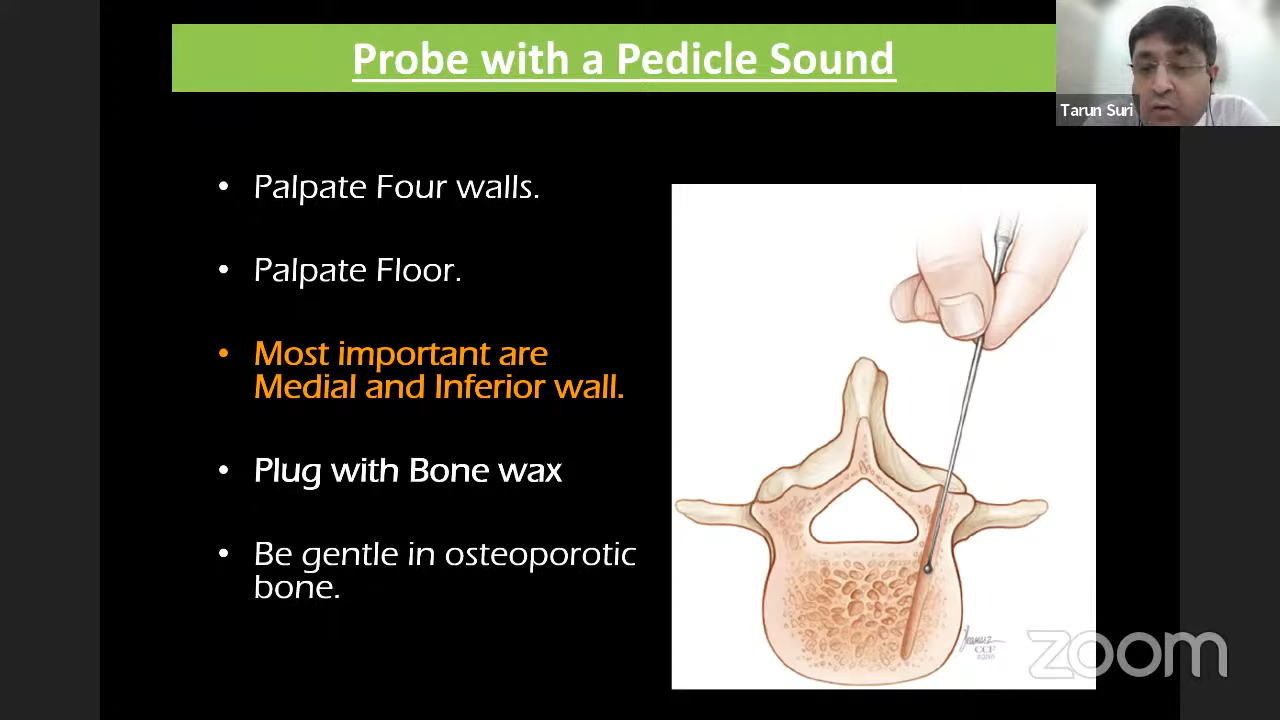 Probe with a Pedicle Sound
Tarun Suri
• Palpate Four walls.
• Palpate Floor.
• Most important are
Medial and Inferior wall.
• Plug with Bone wax
• Be gentle in osteoporotic
bone.
CCF
zoom